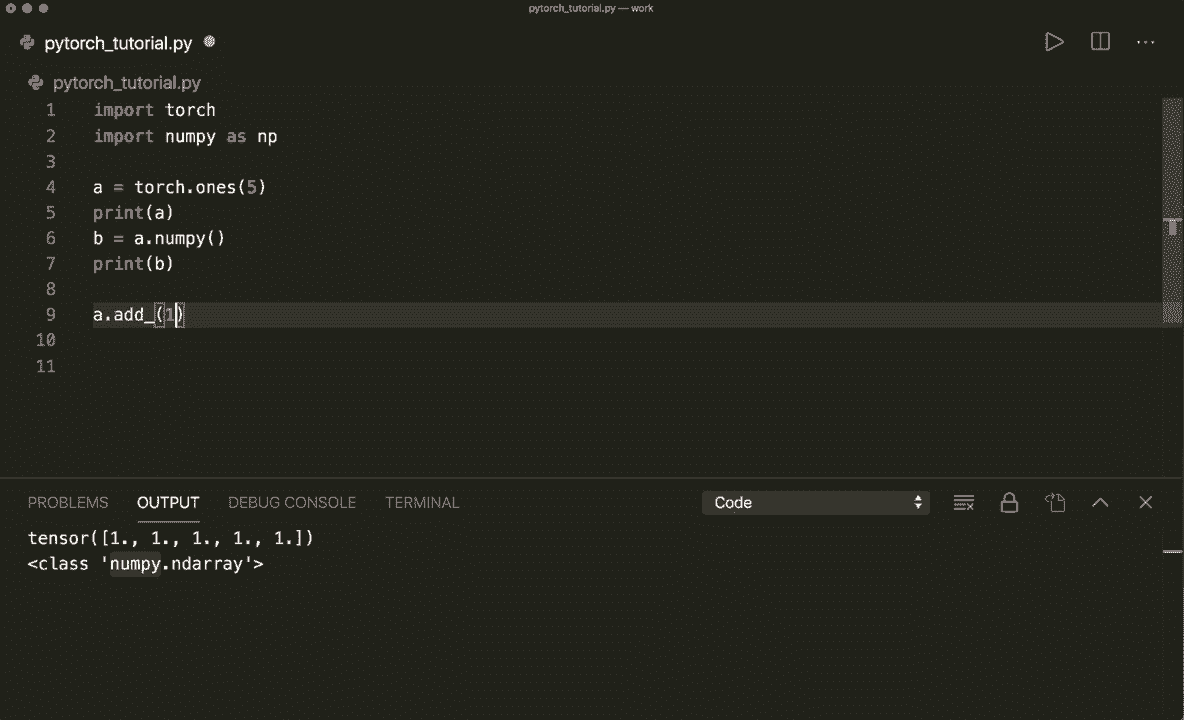 pytorch_tutorial.py — work
pytorch_tutorial.py
pytorch_tutorial.py
1 import torch
2 import numpy as np
3
4 a = torch.ones(5)
5 print(a)
6 b = a.numpy()
7 print(b)
8
9 a.add_(1)
10
11
PROBLEMS OUTPUT DEBUG CONSOLE TERMINAL Code
tensor([1., 1., 1., 1., 1.])
<class 'numpy.ndarray'>